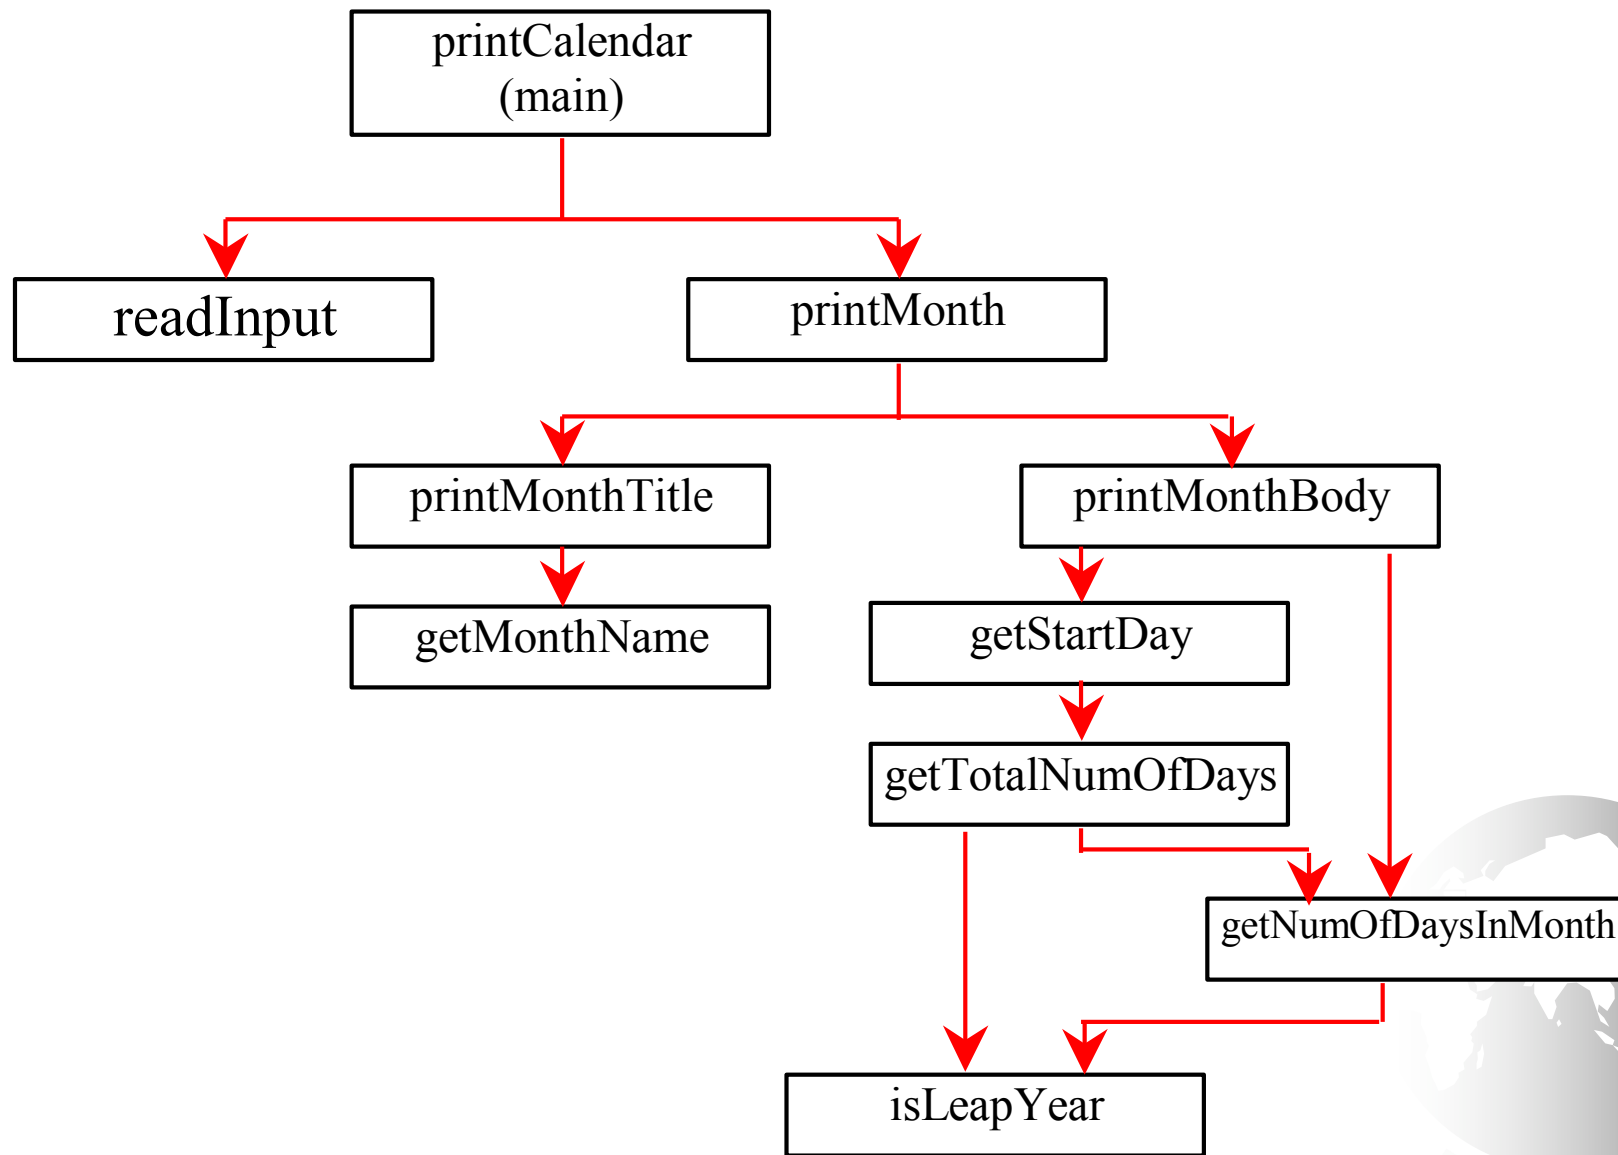 printCalendar
(main)
readInput
printMonth
printMonthTitle
printMonthBody
getMonthName
getStartDay
getTotalNumOfDays
getNumOfDaysInMonth
isLeapYear